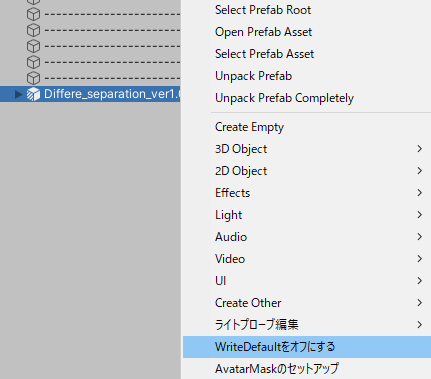 Select Prefab Root
Open Prefab Asset
Select Prefab Asset
Unpack Prefab
Differe_separation_ver1.
Unpack Prefab Completely
Create Empty
3D Object
2D Object
Effects
Light
Audio
Video
UI
Create Other
ライトプローブ編集
WriteDefaultをオフにする
AvatarMaskのセットアップ